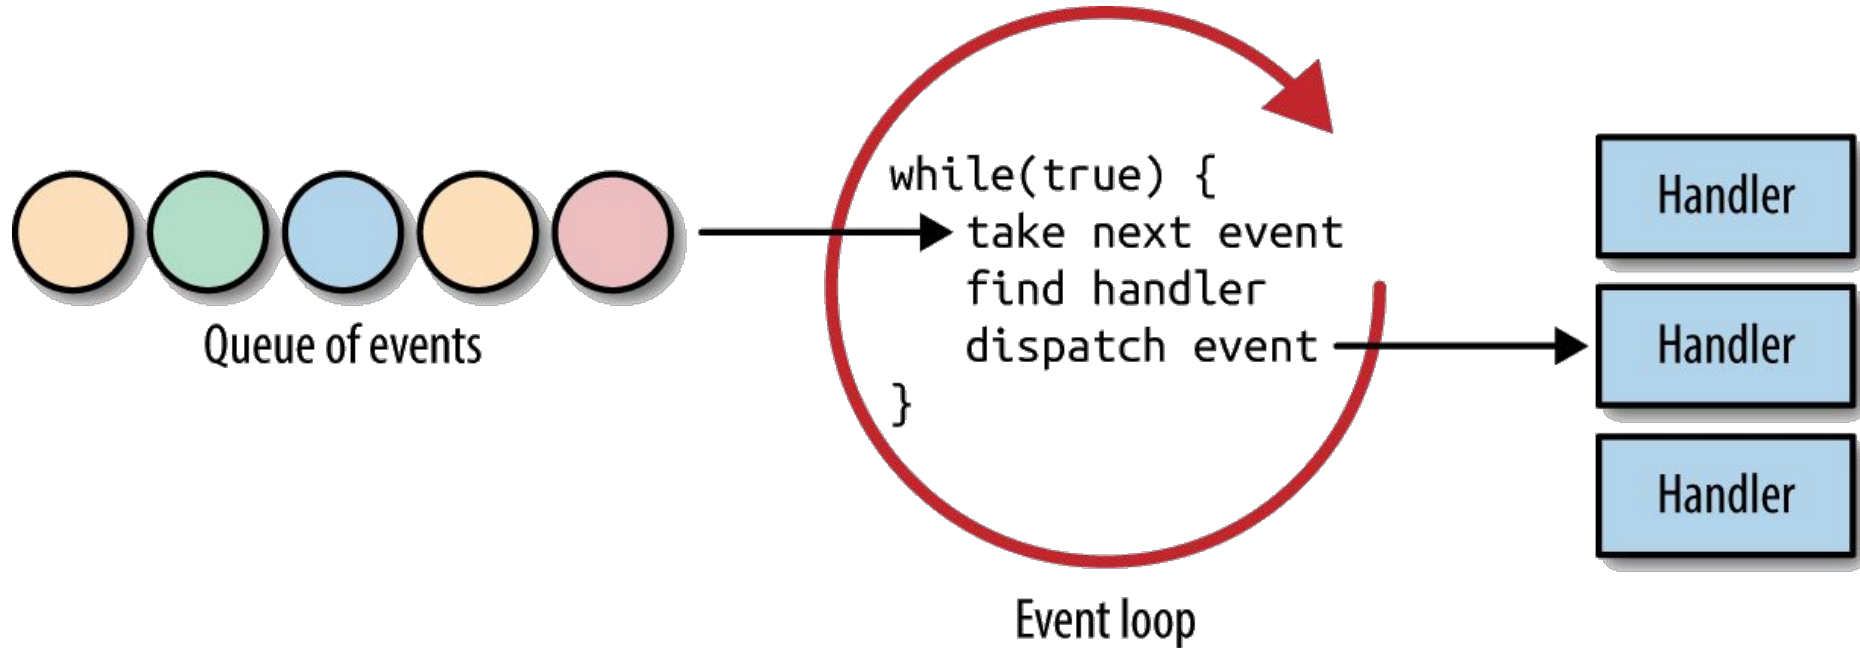 Queue of events
while(true) {
take next event
find handler
dispatch event
}
Event loop
Handler
Handler
Handler